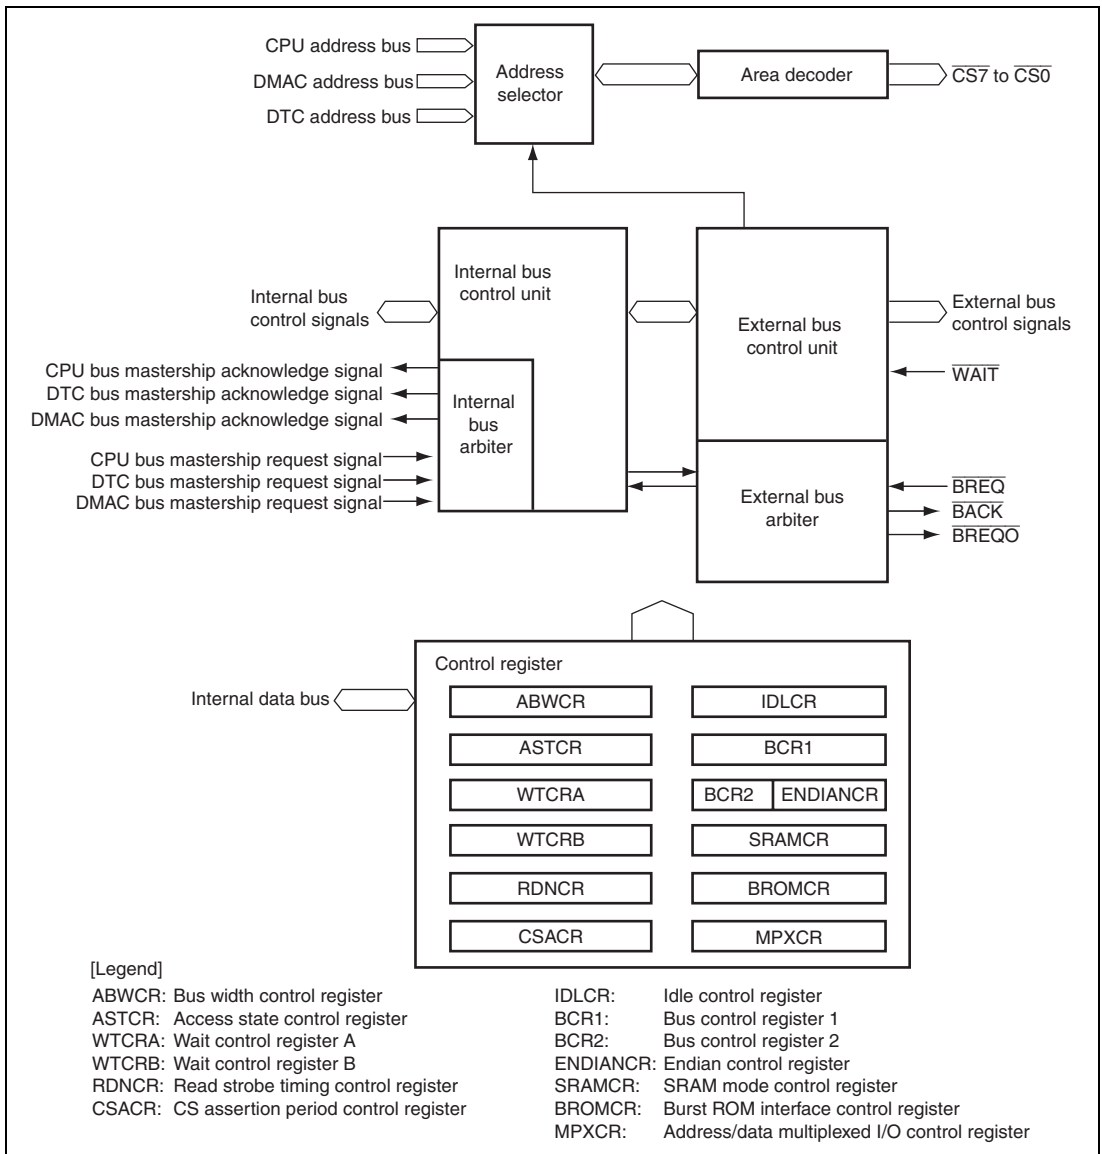 CPU address bus
DMAC address bus
DTC address bus
Address
selector
Area decoder
CS7 to CS0
Internal bus
control unit
Internal bus
control signals
External bus
control unit
External bus
control signals
WAIT
CPU bus mastership acknowledge signal
DTC bus mastership acknowledge signal
DMAC bus mastership acknowledge signal
Internal
bus
arbiter
CPU bus mastership request signal
DTC bus mastership request signal
DMAC bus mastership request signal
External bus
arbiter
BREQ
BACK
BREQO
Control register
Internal data bus
ABWCR
IDLCR
ASTCR
BCR1
WTCRA
BCR2
ENDIANCR
WTCRB
SRAMCR
RDNCR
BROMCR
CSACR
MPXCR
[Legend]
ABWCR: Bus width control register
ASTCR: Access state control register
WTCRA: Wait control register A
WTCRB: Wait control register B
RDNCR: Read strobe timing control register
CSACR: CS assertion period control register
IDLCR: Idle control register
BCR1: Bus control register 1
BCR2: Bus control register 2
ENDIANCR: Endian control register
SRAMCR: SRAM mode control register
BROMCR: Burst ROM interface control register
MPXCR: Address/data multiplexed I/O control register